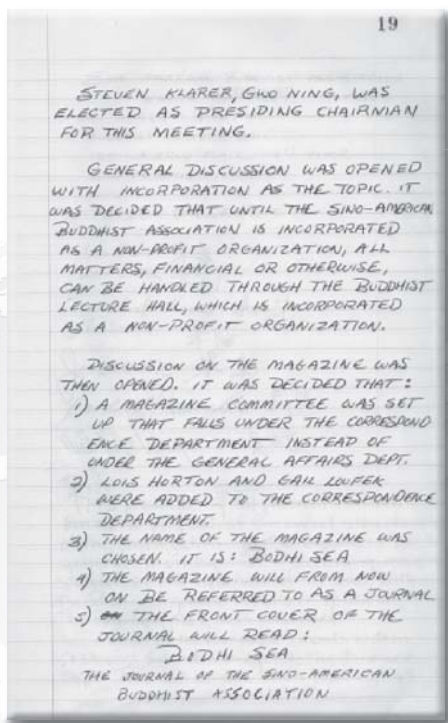 19
STEVEN KLARER, GWO NING, WAS
ELECTED AS PRESIDING CHAIRMAN
FOR THIS MEETING.
GENERAL DISCUSSION WAS OPENED
WITH INCORPORATION AS THE TOPIC. IT
WAS DECIDED THAT UNTIL THE SINO-AMERICAN
BUDDHIST ASSOCIATION IS INCORPORATED
AS A NON-PROFIT ORGANIZATION, ALL
MATTERS, FINANCIAL OR OTHERWISE,
CAN BE HANDLED THROUGH THE BUDDHIST
LECTURE HALL, WHICH IS INCORPORATED
AS A NON-PROFIT ORGANIZATION.
DISCUSSION ON THE MAGAZINE WAS
THEN OPENED. IT WAS DECIDED THAT:
1) A MAGAZINE COMMITTEE WAS SET
UP THAT FALLS UNDER THE CORRESPOND
ENCE DEPARTMENT INSTEAD OF
UNDER THE GENERAL AFFAIRS DEPT.
2) LOIS HORTON AND GAIL LOUFEK
WERE ADDED TO THE CORRESPONDENCE
DEPARTMENT.
3) THE NAME OF THE MAGAZINE WAS
CHOSEN. IT IS: BODHI SEA
4) THE MAGAZINE WILL FROM NOW
ON BE REFERRED TO AS A JOURNAL
5) THE FRONT COVER OF THE
JOURNAL WILL READ:
BODHI SEA
THE JOURNAL OF THE SINO-AMERICAN
BUDDHIST ASSOCIATION